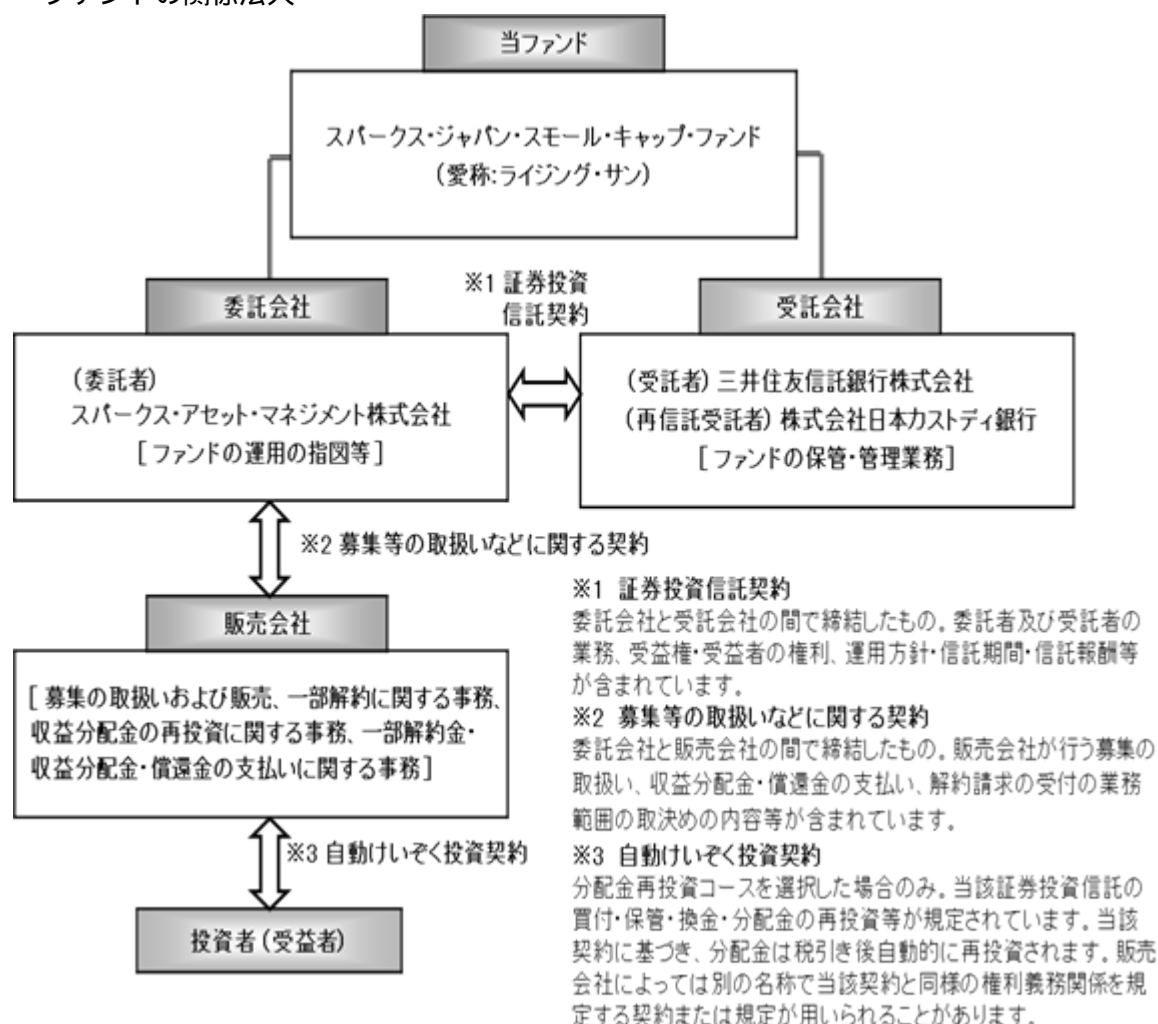 ファンドの関係法人
当ファンド
スパークス・ジャパン・スモール・キャップ・ファンド
(愛称:ライジング・サン)
※1 証券投資
信託契約
委託会社
(委託者)
スパークス・アセット・マネジメント株式会社
[ファンドの運用の指図等]
受託会社
(受託者) 三井住友信託銀行株式会社
(再信託受託者) 株式会社日本カストディ銀行
[ファンドの保管・管理業務]
※2 募集等の取扱いなどに関する契約
販売会社
[募集の取扱いおよび販売、一部解約に関する事務、
収益分配金の再投資に関する事務、一部解約金・
収益分配金・償還金の支払いに関する事務]
※3 自動けいぞく投資契約
投資者(受益者)
※1 証券投資信託契約
委託会社と受託会社の間で締結したもの。委託者及び受託者の
業務、受益権・受益者の権利、運用方針・信託期間・信託報酬等
が含まれています。
※2 募集等の取扱いなどに関する契約
委託会社と販売会社の間で締結したもの。販売会社が行う募集の
取扱い、収益分配金・償還金の支払い、解約請求の受付の業務
範囲の取決めの内容等が含まれています。
※3 自動けいぞく投資契約
分配金再投資コースを選択した場合のみ。当該証券投資信託の
買付・保管・換金・分配金の再投資等が規定されています。当該
契約に基づき、分配金は税引き後自動的に再投資されます。販売
会社によっては別の名称で当該契約と同様の権利義務関係を規
定する契約または規定が用いられることがあります。